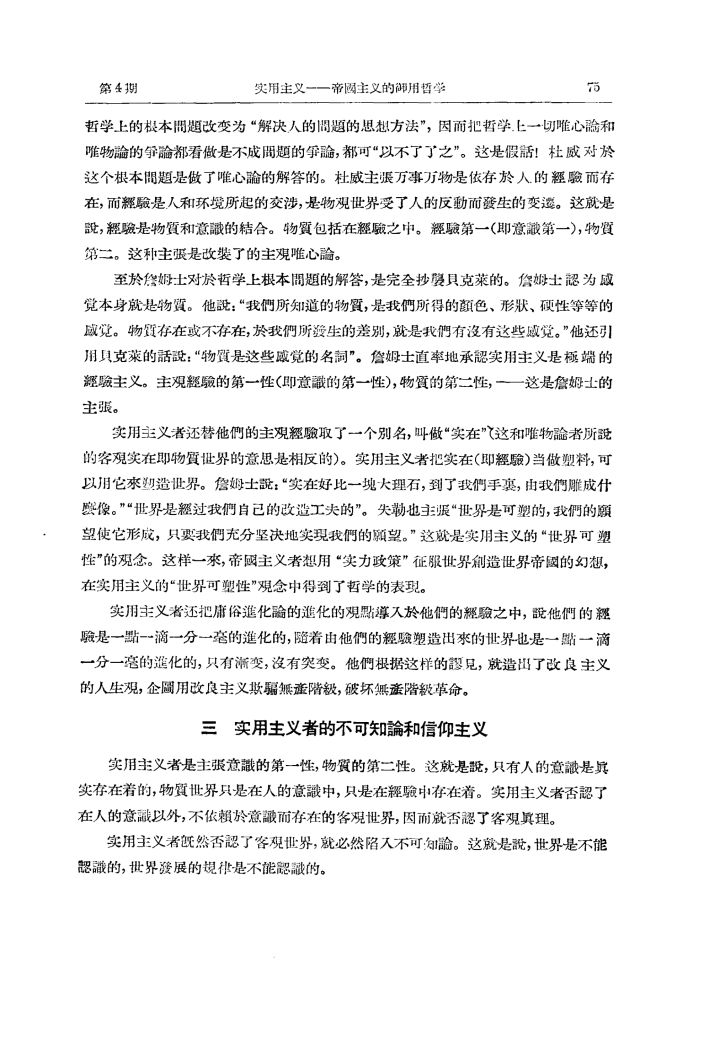 第4期
实用主义——帝國主义的御用哲学
75
哲学上的根本問題改变为“解决人的問題的思想方法”，因而把哲学上一切唯心論和
唯物論的爭論都看做是不成問題的爭論，都可“以不了了之”。这是假話！杜威对於
这个根本問題是做了唯心論的解答的。杜威主張万事万物是依存於人的經驗而存
在，而經驗是人和环境所起的交涉，是物观世界受了人的反動而發生的变遷。这就是
說，經驗是物質和意識的結合。物質包括在經驗之中。經驗第一(即意識第一)，物質
第二。这种主張是改裝了的主观唯心論。
至於詹姆士对於哲学上根本問題的解答，是完全抄襲貝克萊的。詹姆士認为感
覚本身就是物質。他說：“我們所知道的物質，是我們所得的顏色、形狀、硬性等等的
感覚。物質存在或不存在，於我們所發生的差別，就是我們有沒有这些感覚。”他还引
用貝克萊的話說：“物質是这些感覚的名詞”。詹姆士直率地承認实用主义是極端的
經驗主义。主观經驗的第一性(即意識的第一性)，物質的第二性，——这是詹姆士的
主張。
实用主义者还替他們的主观經驗取了一个别名，叫做“实在”(这和唯物論者所說
的客观实在即物質世界的意思是相反的)。实用主义者把实在(即經驗)当做塑料，可
以用它來塑造世界。詹姆士說：“实在好比一塊大理石，到了我們手裏，由我們雕成什
麼像。”“世界是經过我們自己的改造工夫的”。失勒也主張“世界是可塑的，我們的願
望使它形成，只要我們充分坚决地实現我們的願望。”这就是实用主义的“世界可塑
性”的观念。这样一來，帝國主义者想用“实力政策”征服世界創造世界帝國的幻想，
在实用主义的“世界可塑性”观念中得到了哲学的表現。
实用主义者还把庸俗進化論的進化的观點導入於他們的經驗之中，說他們的經
驗是一點一滴一分一毫的進化的，隨着由他們的經驗塑造出來的世界也是一點一滴
一分一毫的進化的，只有漸变，沒有突变。他們根据这样的謬見，就造出了改良主义
的人生观，企圖用改良主义欺騙無產階級，破坏無產階級革命。
三　实用主义者的不可知論和信仰主义
实用主义者是主張意識的第一性，物質的第二性。这就是說，只有人的意識是眞
实存在着的，物質世界只是在人的意識中，只是在經驗中存在着。实用主义者否認了
在人的意識以外，不依賴於意識而存在的客观世界，因而就否認了客观眞理。
实用主义者旣然否認了客观世界，就必然陷入不可知論。这就是說，世界是不能
認識的，世界發展的規律是不能認識的。